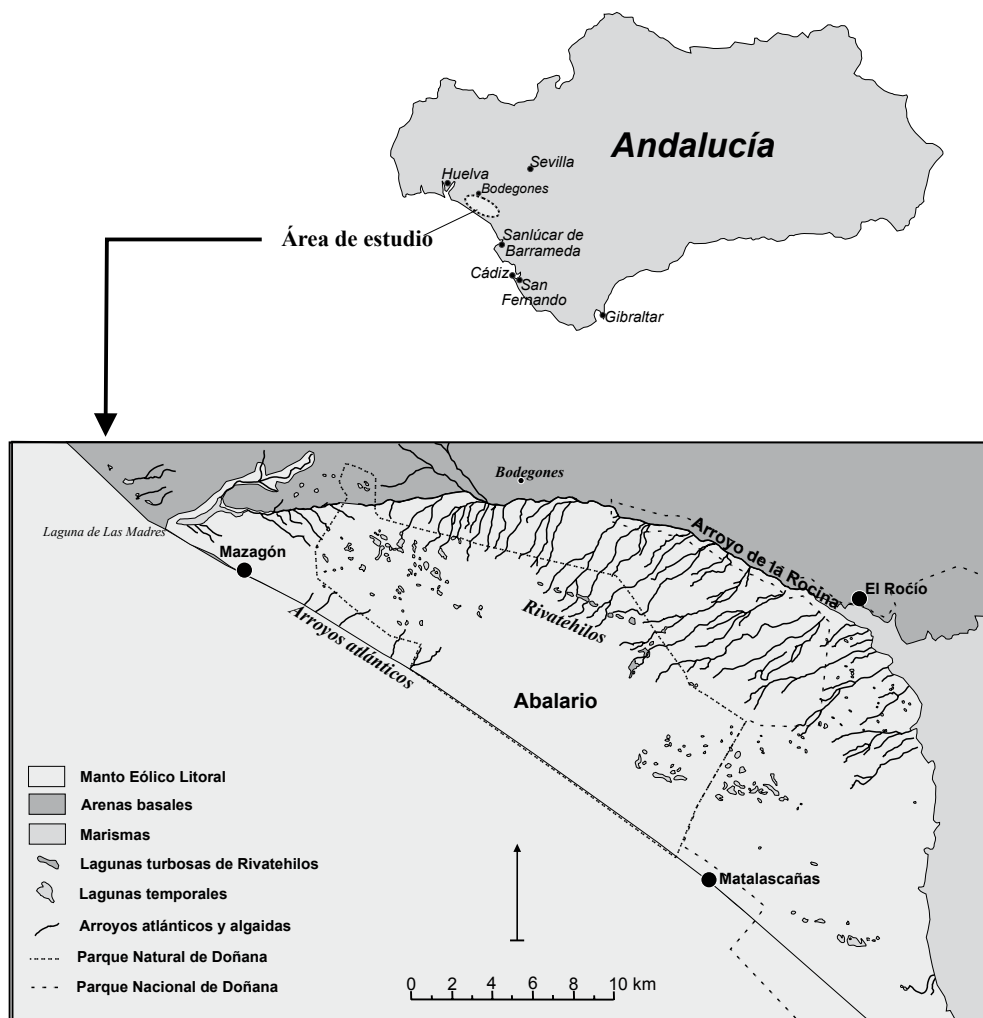 Andalucía
Sevilla
Huelva
Bodegones
Área de estudio
Sanlúcar de
Barrameda
Cádiz
San
Fernando
Gibraltar
Bodegones
Laguna de Las Madres
Mazagón
Arroyo de la Rocina
El Roćío
Rivatehilos
Arroyos atlánticos
Abalario
Matalascañas
Manto Eólico Litoral
Arenas basales
Marismas
Lagunas turbosas de Rivatehilos
Lagunas temporales
Arroyos atlánticos y algaidas
Parque Natural de Doñana
Parque Nacional de Doñana
0 2 4 6 8 10 km